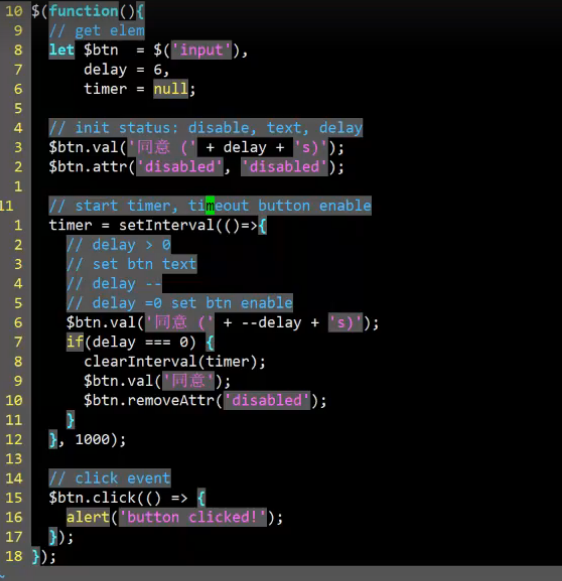 10 $(function(){
9 // get elem
8 let $btn = $('input'),
7 delay = 6,
6 timer = null;
5
4 // init status: disable, text, delay
3 $btn.val('同意 (' + delay + 's)');
2 $btn.attr('disabled', 'disabled');
1
11 // start timer, timeout button enable
1 timer = setInterval(()=>{
2 // delay > 0
3 // set btn text
4 // delay --
5 // delay =0 set btn enable
6 $btn.val('同意 (' + --delay + 's)');
7 if(delay === 0) {
8 clearInterval(timer);
9 $btn.val('同意');
10 $btn.removeAttr('disabled');
11 }
12 }, 1000);
13
14 // click event
15 $btn.click(() => {
16 alert('button clicked!');
17 });
18 });